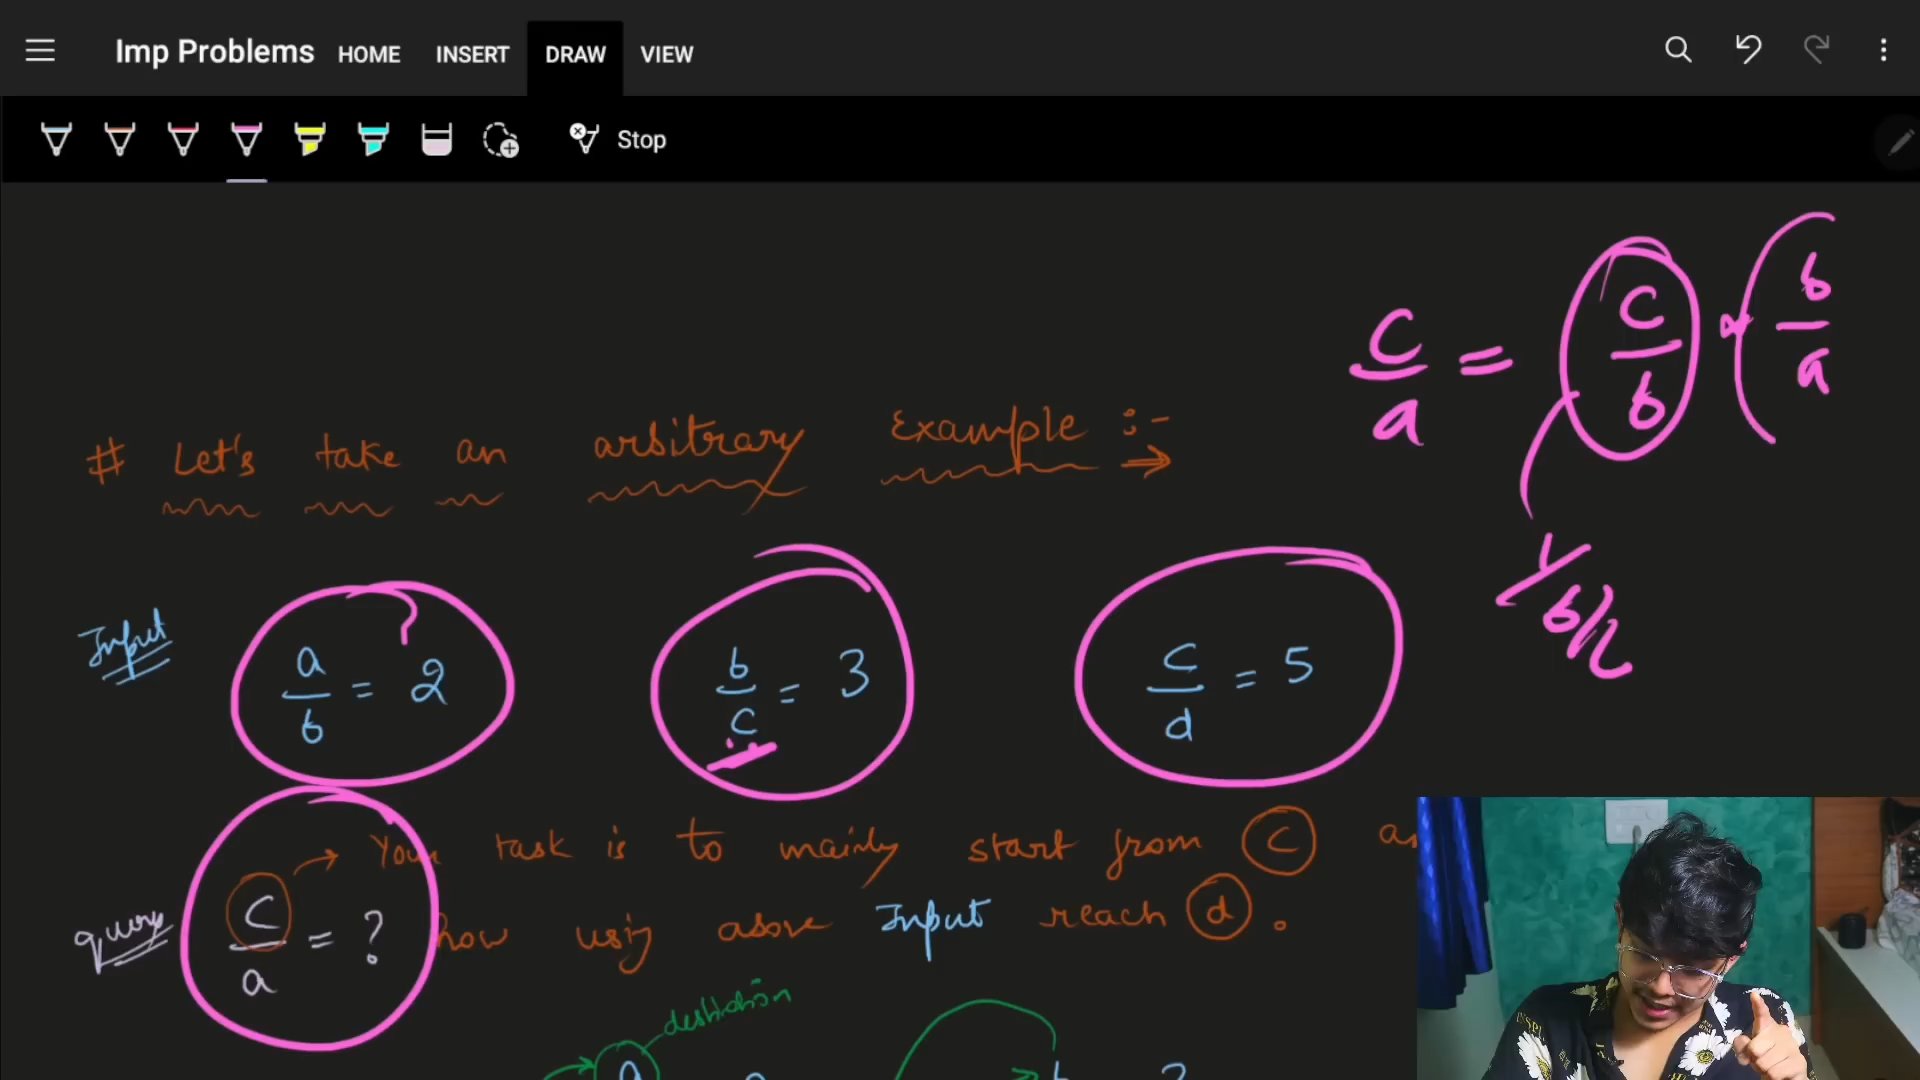 Imp Problems HOME INSERT DRAW VIEW
Stop
c/a = c/b * (b/a
1/b/c
# Let's take an arbitrary Example :- ⇒
Input a/b = 2 b/c = 3 c/d = 5
?
query c/a = ?
→ Your task is to mainly start from c
how using above Input reach d .
destination
a b